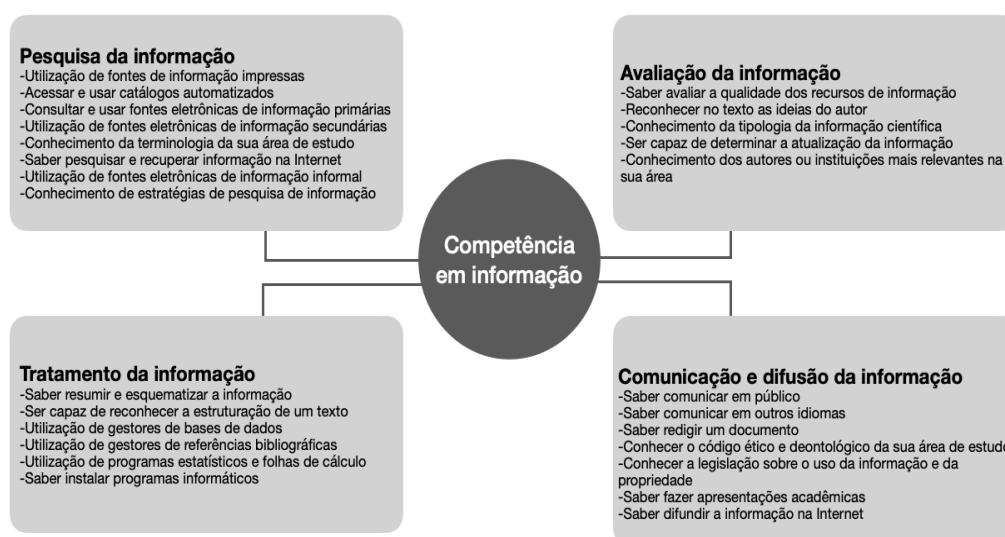 Pesquisa da informação
-Utilização de fontes de informação impressas
-Acessar e usar catálogos automatizados
-Consultar e usar fontes eletrônicas de informação primárias
-Utilização de fontes eletrônicas de informação secundárias
-Conhecimento da terminologia da sua área de estudo
-Saber pesquisar e recuperar informação na Internet
-Utilização de fontes eletrônicas de informação informal
-Conhecimento de estratégias de pesquisa de informação
Avaliação da informação
-Saber avaliar a qualidade dos recursos de informação
-Reconhecer no texto as ideias do autor
-Conhecimento da tipologia da informação científica
-Ser capaz de determinar a atualização da informação
-Conhecimento dos autores ou instituições mais relevantes na
sua área
Competência
em informação
Tratamento da informação
-Saber resumir e esquematizar a informação
-Ser capaz de reconhecer a estruturação de um texto
-Utilização de gestores de bases de dados
-Utilização de gestores de referências bibliográficas
-Utilização de programas estatísticos e folhas de cálculo
-Saber instalar programas informáticos
Comunicação e difusão da informação
-Saber comunicar em público
-Saber comunicar em outros idiomas
-Saber redigir um documento
-Conhecer o código ético e deontológico da sua área de estudo
-Conhecer a legislação sobre o uso da informação e da
propriedade
-Saber fazer apresentações acadêmicas
-Saber difundir a informação na Internet